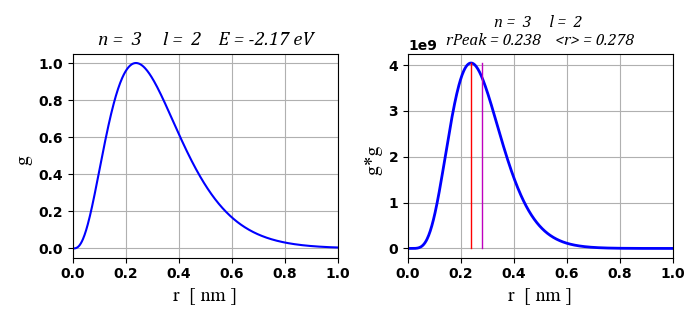 n = 3 l = 2 E = -2.17 eV
g
1.0
0.8
0.6
0.4
0.2
0.0
0.0 0.2 0.4 0.6 0.8 1.0
r [ nm ]
n = 3 l = 2
rPeak = 0.238 <r> = 0.278
1e9
g*g
4
3
2
1
0
0.0 0.2 0.4 0.6 0.8 1.0
r [ nm ]